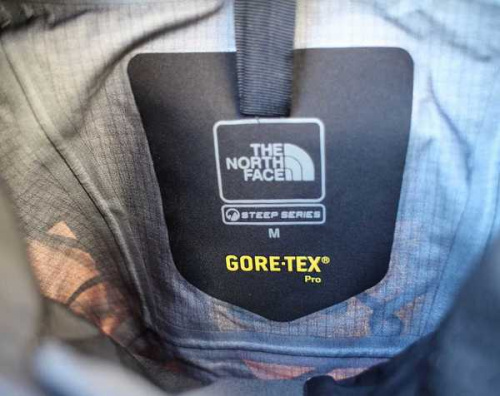 THE
NORTH
FACE
STEEP SERIES
M
GORE-TEX®
Pro